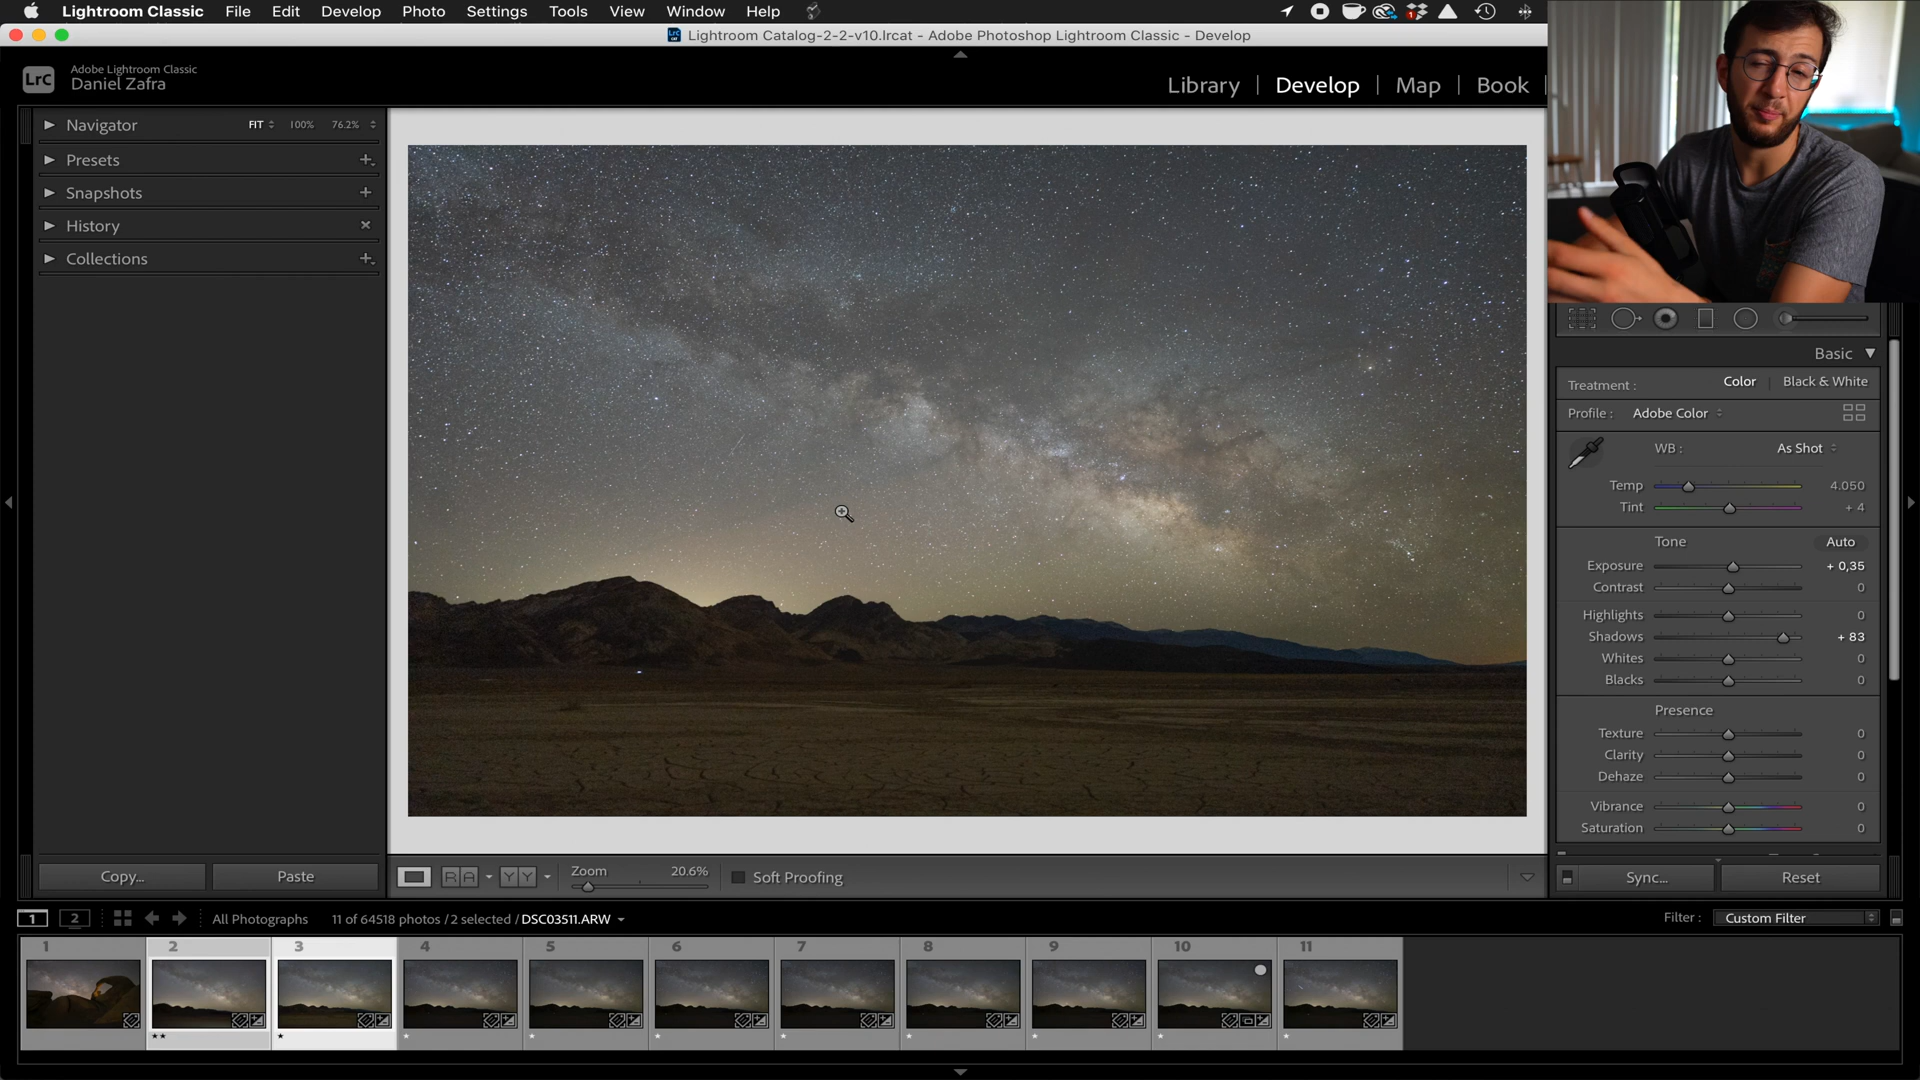 Lightroom Classic File Edit Develop Photo Settings Tools View Window Help 1
Lightroom Catalog-2-2-v10.lrcat - Adobe Photoshop Lightroom Classic - Develop
LrC Adobe Lightroom Classic
Daniel Zafra
Library | Develop | Map | Book
Navigator FIT 100% 76.2%
Presets
Snapshots
History
Collections
Basic
Treatment : Color Black & White
Profile : Adobe Color
WB : As Shot
Temp 4.050
Tint + 4
Tone Auto
Exposure + 0,35
Contrast 0
Highlights 0
Shadows + 83
Whites 0
Blacks 0
Presence
Texture 0
Clarity 0
Dehaze 0
Vibrance 0
Saturation 0
Copy... Paste
R A Y Y Zoom 20.6% Soft Proofing
Sync... Reset
1 2 All Photographs 11 of 64518 photos / 2 selected / DSC03511.ARW
Filter : Custom Filter
1 2 3 4 5 6 7 8 9 10 11